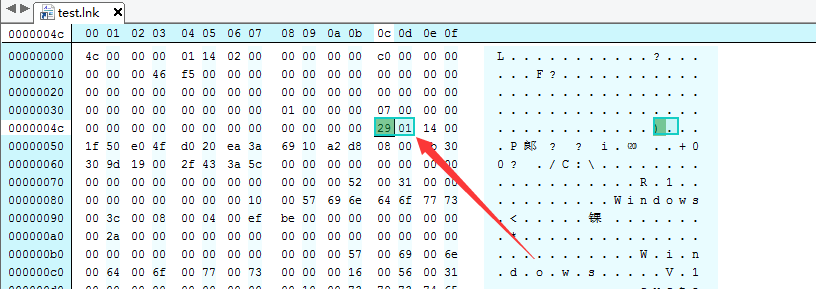 test.lnk
0000004c 00 01 02 03 04 05 06 07 08 09 0a 0b 0c 0d 0e 0f
00000000 4c 00 00 00 01 14 02 00 00 00 00 00 c0 00 00 00 L...........?...
00000010 00 00 00 46 f5 00 00 00 00 00 00 00 00 00 00 00 ...F?...........
00000020 00 00 00 00 00 00 00 00 00 00 00 00 00 00 00 00 ................
00000030 00 00 00 00 00 00 00 00 01 00 00 00 07 00 00 00 ................
0000004c 00 00 00 00 00 00 00 00 00 00 00 00 29 01 14 00 ............)...
00000050 1f 50 e0 4f d0 20 ea 3a 69 10 a2 d8 08 00 b 30 .P郞??i.∞..+0
00000060 30 9d 19 00 2f 43 3a 5c 00 00 00 00 00 00 00 0?./C:\.........
00000070 00 00 00 00 00 00 00 00 00 00 52 00 31 00 00 00 ..........R.1...
00000080 00 00 00 00 00 00 10 00 57 69 6e 64 6f 77 73 .........Windows
00000090 00 3c 00 08 00 04 00 ef be 00 00 00 00 00 00 .<.....锞.......
000000a0 00 2a 00 00 00 00 00 00 00 00 00 00 00 00 00 .*..............
000000b0 00 00 00 00 00 00 00 00 00 00 57 00 69 00 6e ...........W.i.n
000000c0 00 64 00 6f 00 77 00 73 00 00 00 16 00 56 00 31 .d.o.w.s.....V.1